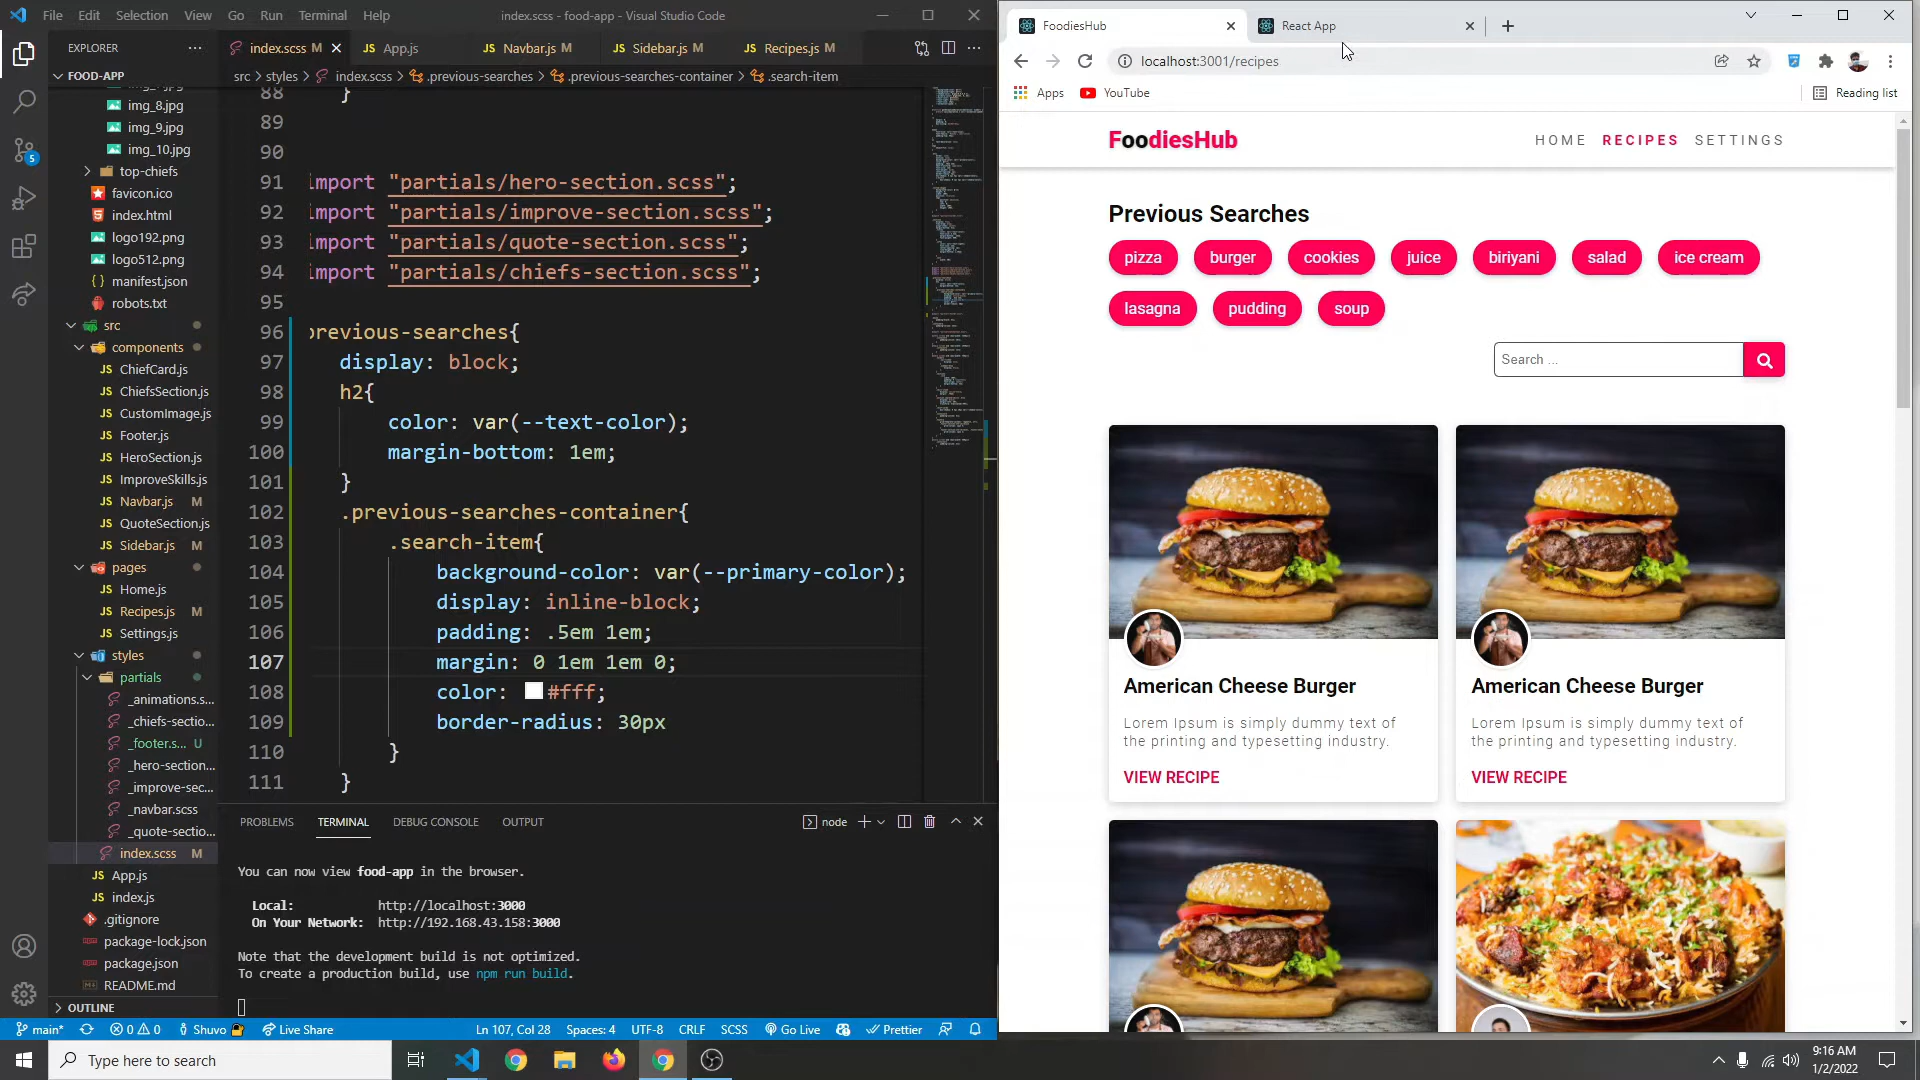 File Edit Selection View Go Run Terminal Help
index.scss - food-app - Visual Studio Code
EXPLORER
FOOD-APP
img_8.jpg
img_9.jpg
img_10.jpg
top-chiefs
favicon.ico
index.html
logo192.png
logo512.png
manifest.json
robots.txt
src
components
ChiefCard.js
ChiefsSection.js
CustomImage.js
Footer.js
HeroSection.js
ImproveSkills.js
Navbar.js M
QuoteSection.js
Sidebar.js M
pages
Home.js
Recipes.js M
Settings.js
styles
partials
_animations.s...
_chiefs-sectio...
_footer.s... U
_hero-section...
_improve-sec...
_navbar.scss
_quote-sectio...
index.scss M
App.js
index.js
.gitignore
package-lock.json
package.json
README.md
OUTLINE
index.scss M
App.js
Navbar.js M
Sidebar.js M
Recipes.js M
src > styles > index.scss > .previous-searches > .previous-searches-container > .search-item
88 }
89
90
91 import "partials/hero-section.scss";
92 import "partials/improve-section.scss";
93 import "partials/quote-section.scss";
94 import "partials/chiefs-section.scss";
95
96 previous-searches{
97 display: block;
98 h2{
99 color: var(--text-color);
100 margin-bottom: 1em;
101 }
102 .previous-searches-container{
103 .search-item{
104 background-color: var(--primary-color);
105 display: inline-block;
106 padding: .5em 1em;
107 margin: 0 1em 1em 0;
108 color: #fff;
109 border-radius: 30px
110 }
111 }
PROBLEMS TERMINAL DEBUG CONSOLE OUTPUT
node
You can now view food-app in the browser.
Local: http://localhost:3000
On Your Network: http://192.168.43.158:3000
Note that the development build is not optimized.
To create a production build, use npm run build.
main*
5
0 0
Shuvo
Live Share
Ln 107, Col 28
Spaces: 4
UTF-8
CRLF
SCSS
Go Live
Prettier
FoodiesHub
React App
localhost:3001/recipes
Apps
YouTube
Reading list
FoodiesHub
HOME RECIPES SETTINGS
Previous Searches
pizza burger cookies juice biriyani salad ice cream
lasagna pudding soup
Search ...
American Cheese Burger
Lorem Ipsum is simply dummy text of
the printing and typesetting industry.
VIEW RECIPE
American Cheese Burger
Lorem Ipsum is simply dummy text of
the printing and typesetting industry.
VIEW RECIPE
Type here to search
9:16 AM
1/2/2022